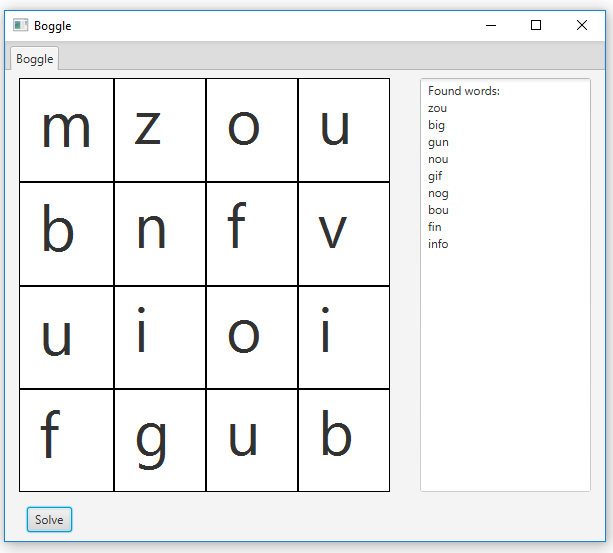 Boggle
Boggle
m z o u
b n f v
u i o i
f g u b
Found words:
zou
big
gun
nou
gif
nog
bou
fin
info
Solve